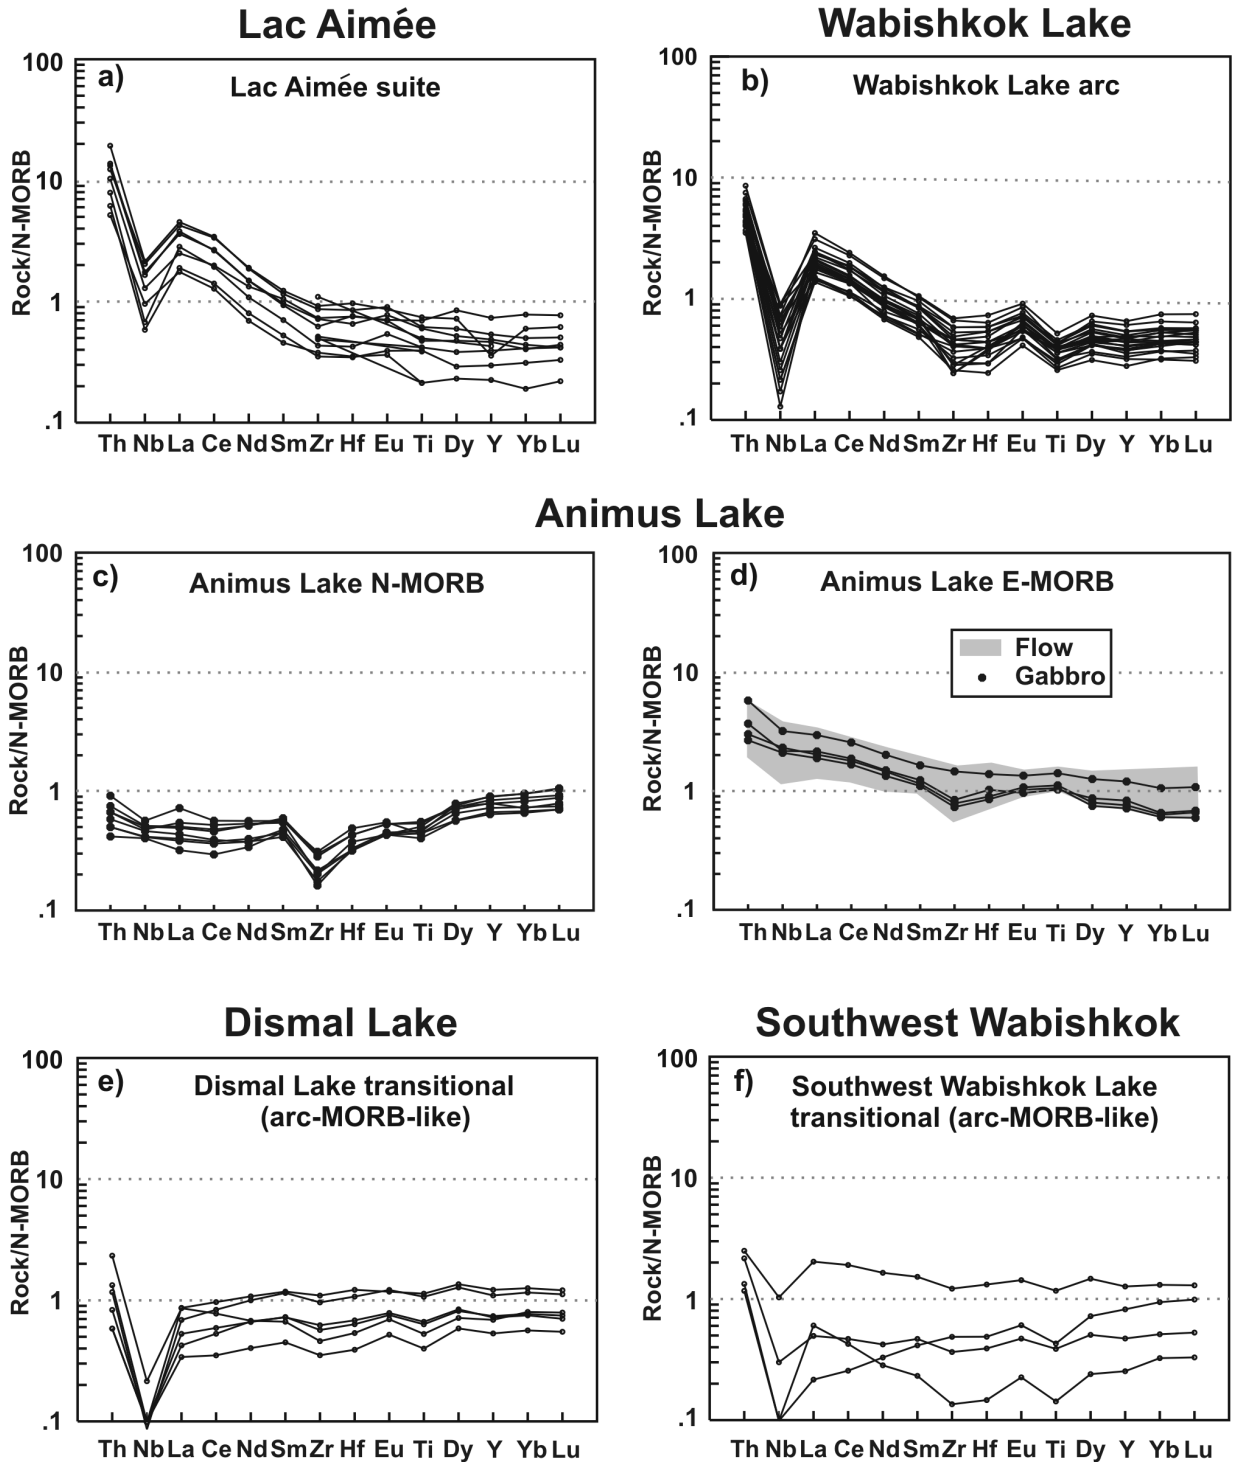 Lac Aimée
Wabishkok Lake
a)
Lac Aimée suite
100
10
1
.1
Rock/N-MORB
Th Nb La Ce Nd Sm Zr Hf Eu Ti Dy Y Yb Lu
b)
Wabishkok Lake arc
100
10
1
.1
Rock/N-MORB
Th Nb La Ce Nd Sm Zr Hf Eu Ti Dy Y Yb Lu
Animus Lake
c)
Animus Lake N-MORB
100
10
1
.1
Rock/N-MORB
Th Nb La Ce Nd Sm Zr Hf Eu Ti Dy Y Yb Lu
d)
Animus Lake E-MORB
Flow
Gabbro
100
10
1
.1
Rock/N-MORB
Th Nb La Ce Nd Sm Zr Hf Eu Ti Dy Y Yb Lu
Dismal Lake
Southwest Wabishkok
e)
Dismal Lake transitional
(arc-MORB-like)
100
10
1
.1
Rock/N-MORB
Th Nb La Ce Nd Sm Zr Hf Eu Ti Dy Y Yb Lu
f)
Southwest Wabishkok Lake
transitional (arc-MORB-like)
100
10
1
.1
Rock/N-MORB
Th Nb La Ce Nd Sm Zr Hf Eu Ti Dy Y Yb Lu